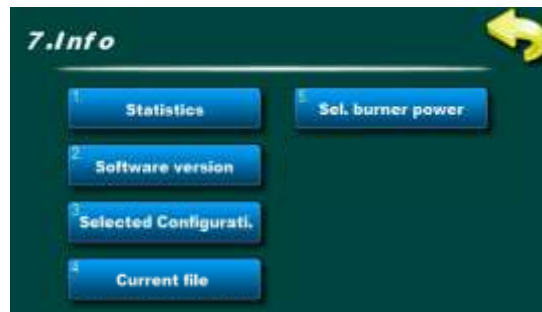 7.Info
1.
Statistics
2.
Software version
3
Selected Configurati.
4
Current file
5.
Sel. burner power